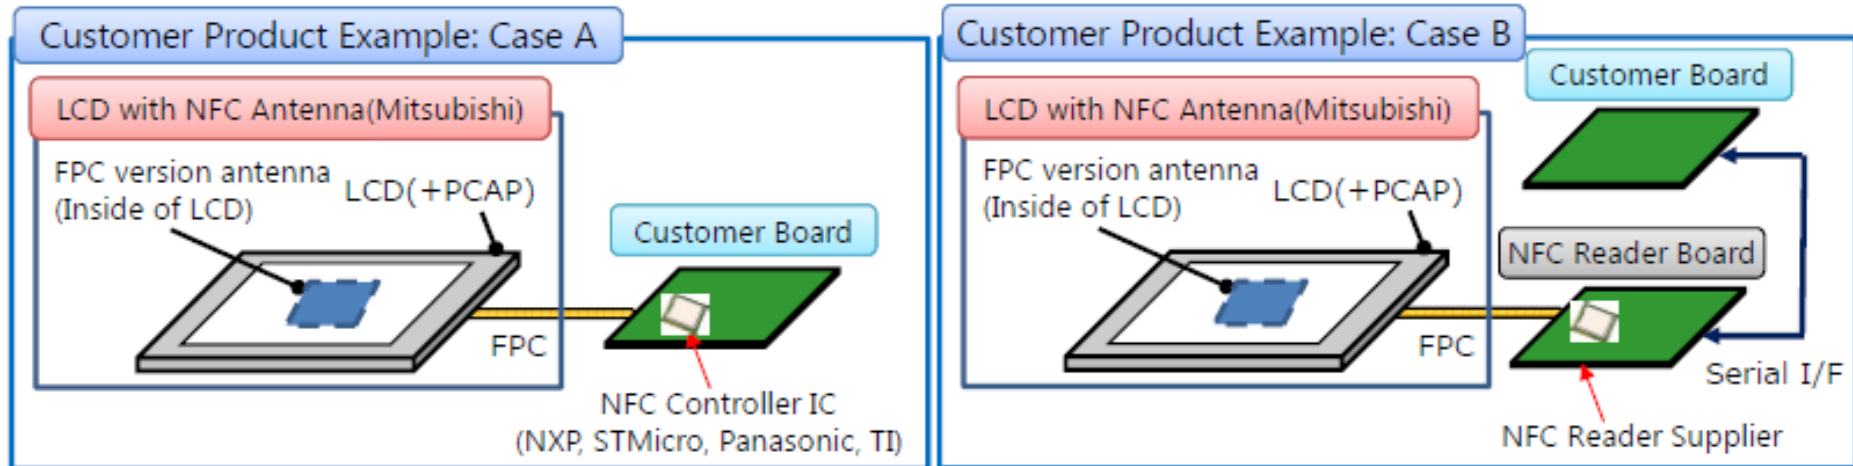 Customer Product Example: Case A
LCD with NFC Antenna(Mitsubishi)
FPC version antenna
(Inside of LCD)
LCD(+PCAP)
Customer Board
FPC
NFC Controller IC
(NXP, STMicro, Panasonic, TI)
Customer Product Example: Case B
Customer Board
LCD with NFC Antenna(Mitsubishi)
FPC version antenna
(Inside of LCD)
LCD(+PCAP)
NFC Reader Board
FPC
Serial I/F
NFC Reader Supplier